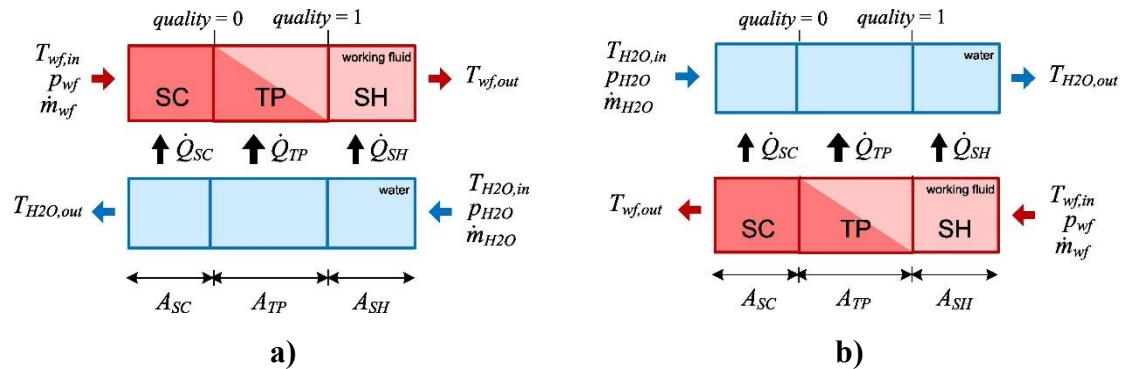 quality = 0 quality = 1
T_wf,in
p_wf
ṁ_wf
working fluid
SC TP SH
T_wf,out
Q̇_SC Q̇_TP Q̇_SH
T_H2O,out
water
T_H2O,in
p_H2O
ṁ_H2O
A_SC A_TP A_SH
a)
quality = 0 quality = 1
T_H2O,in
p_H2O
ṁ_H2O
water
T_H2O,out
Q̇_SC Q̇_TP Q̇_SH
T_wf,out
working fluid
SC TP SH
T_wf,in
p_wf
ṁ_wf
A_SC A_TP A_SH
b)